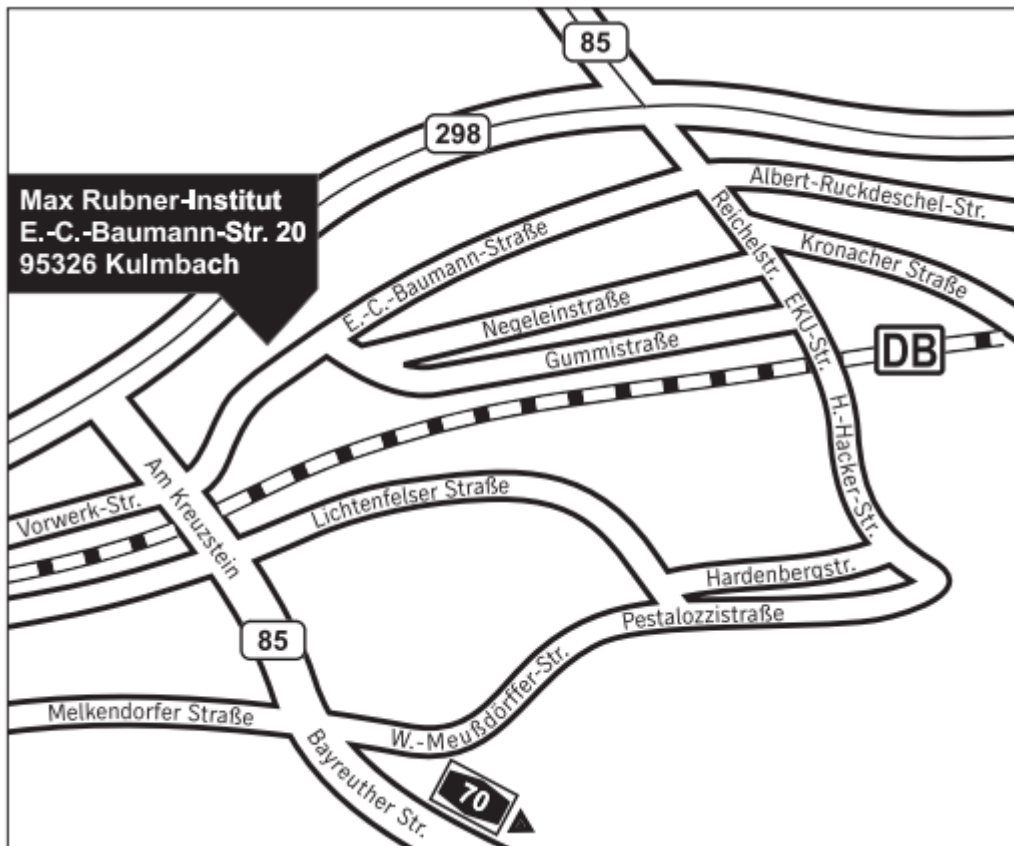 85
298
Max Rubner-Institut
E.-C.-Baumann-Str. 20
95326 Kulmbach
Albert-Ruckdeschel-Str.
Reichelstr.
Kronacher Straße
E.-C.-Baumann-Straße
Negeleinstraße
Gummistraße
EKU-Str.
DB
H.-Hacker-Str.
Am Kreuzstein
Vorwerk-Str.
Lichtenfelser Straße
Hardenbergstr.
Pestalozzistraße
85
Melkendorfer Straße
W.-Meußdörffer-Str.
Bayreuther Str.
70